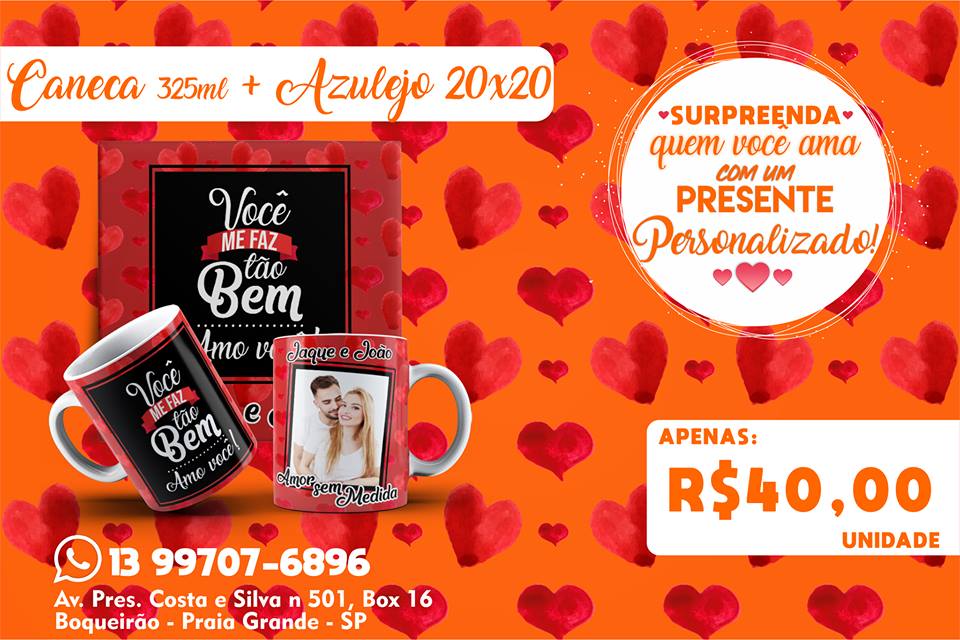 Caneca 325ml + Azulejo 20x20
SURPREENDA
quem você ama
COM UM
PRESENTE
Personalizado!
Você
ME FAZ
tão
Bem
Amo
e
Você
ME FAZ
tão
Bem
Amo você!
Jaque e João
Amor sem Medida
APENAS:
R$40,00
UNIDADE
13 99707-6896
Av. Pres. Costa e Silva n 501, Box 16
Boqueirão - Praia Grande - SP